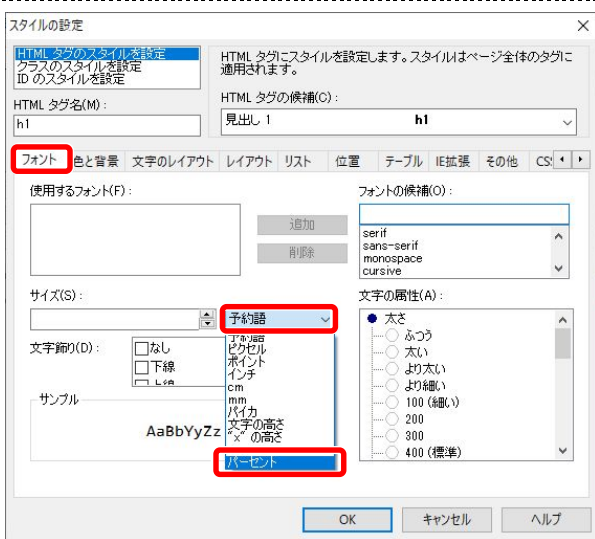 スタイルの設定
HTML タグのスタイルを設定
クラスのスタイルを設定
ID のスタイルを設定
HTML タグにスタイルを設定します。スタイルはページ全体のタグに
適用されます。
HTML タグ名(M):
h1
HTML タグの候補(C):
見出し 1 h1
フォント 色と背景 文字のレイアウト レイアウト リスト 位置 テーブル IE拡張 その他
使用するフォント(F):
追加
削除
フォントの候補(O):
serif
sans-serif
monospace
cursive
サイズ(S):
予約語
予約語
ピクセル
ポイント
インチ
cm
mm
パイカ
文字の高さ
"x" の高さ
パーセント
文字飾り(D):
なし
下線
上線
文字の属性(A):
太さ
ふつう
太い
より太い
より細い
100 (細い)
200
300
400 (標準)
サンプル
AaBbYyZz
OK
キャンセル
ヘルプ